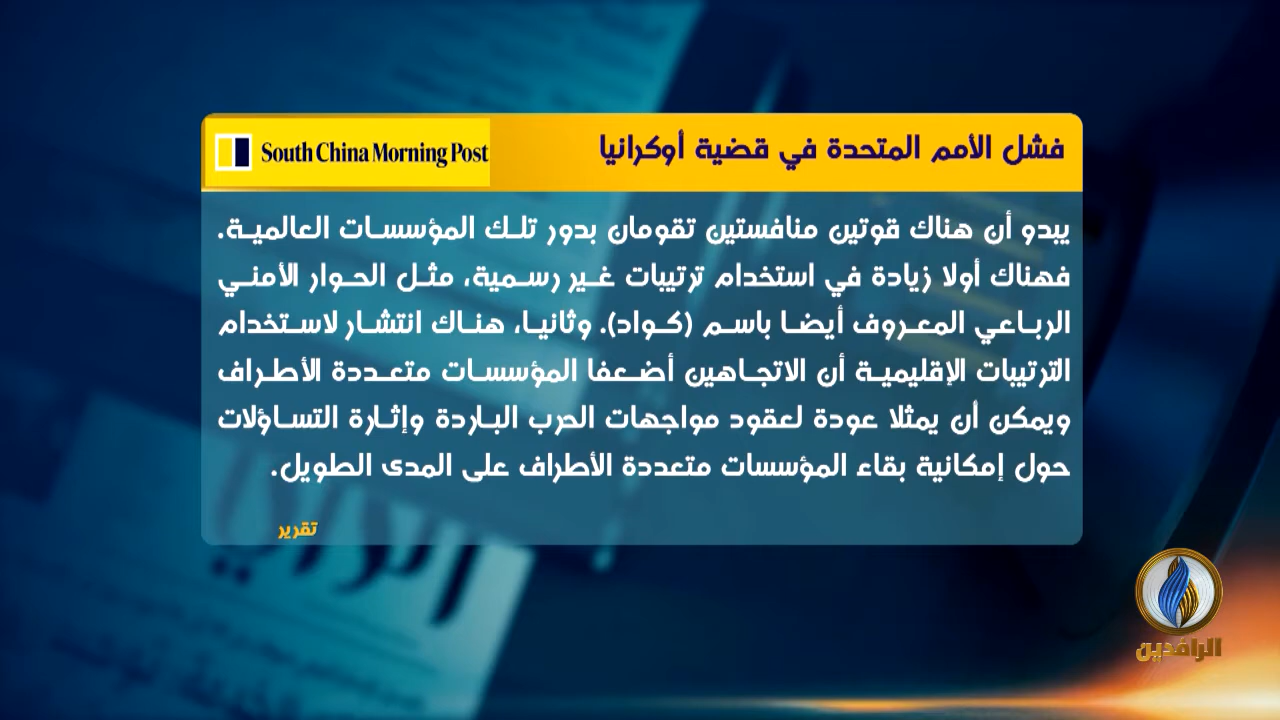 فشل الأمم المتحدة في قضية أوكرانيا
South China Morning Post
يبدو أن هناك قوتين منافستين تقومان بدور تلك المؤسسات العالمية.
فهناك أولا زيادة في استخدام ترتيبات غير رسمية، مثل الحوار الأمني
الرباعي المعروف أيضا باسم (كواد). وثانيا، هناك انتشار لاستخدام
الترتيبات الإقليمية أن الاتجاهين أضعفا المؤسسات متعددة الأطراف
ويمكن أن يمثلا عودة لعقود مواجهات الحرب الباردة وإثارة التساؤلات
حول إمكانية بقاء المؤسسات متعددة الأطراف على المدى الطويل.
تقرير
الرافدين